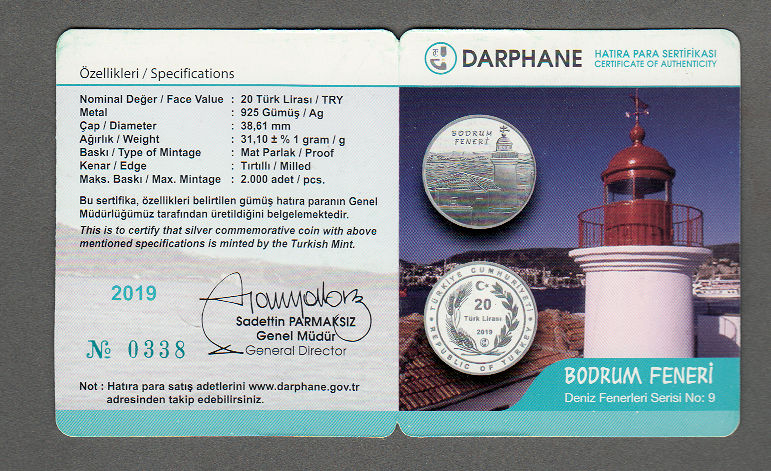 Özellikleri / Specifications
Nominal Değer / Face Value : 20 Türk Lirası / TRY
Metal : 925 Gümüş / Ag
Çap / Diameter : 38,61 mm
Ağırlık / Weight : 31,10 ± % 1 gram / g
Baskı / Type of Mintage : Mat Parlak / Proof
Kenar / Edge : Tırtıllı / Milled
Maks. Baskı / Max. Mintage : 2.000 adet / pcs.
Bu sertifika, özellikleri belirtilen gümüş hatıra paranın Genel
Müdürlüğümüz tarafından üretildiğini belgelemektedir.
This is to certify that silver commemorative coin with above
mentioned specifications is minted by the Turkish Mint.
2019
Sadettin PARMAKSIZ
Genel Müdür
General Director
№ 0338
Not : Hatıra para satış adetlerini www.darphane.gov.tr
adresinden takip edebilirsiniz.
DARPHANE
HATIRA PARA SERTİFİKASI
CERTIFICATE OF AUTHENTICITY
BODRUM
FENERİ
TÜRKİYE CUMHURİYETİ
20
Türk Lirası
2019
REPUBLIC OF TURKEY
BODRUM FENERİ
Deniz Fenerleri Serisi No: 9